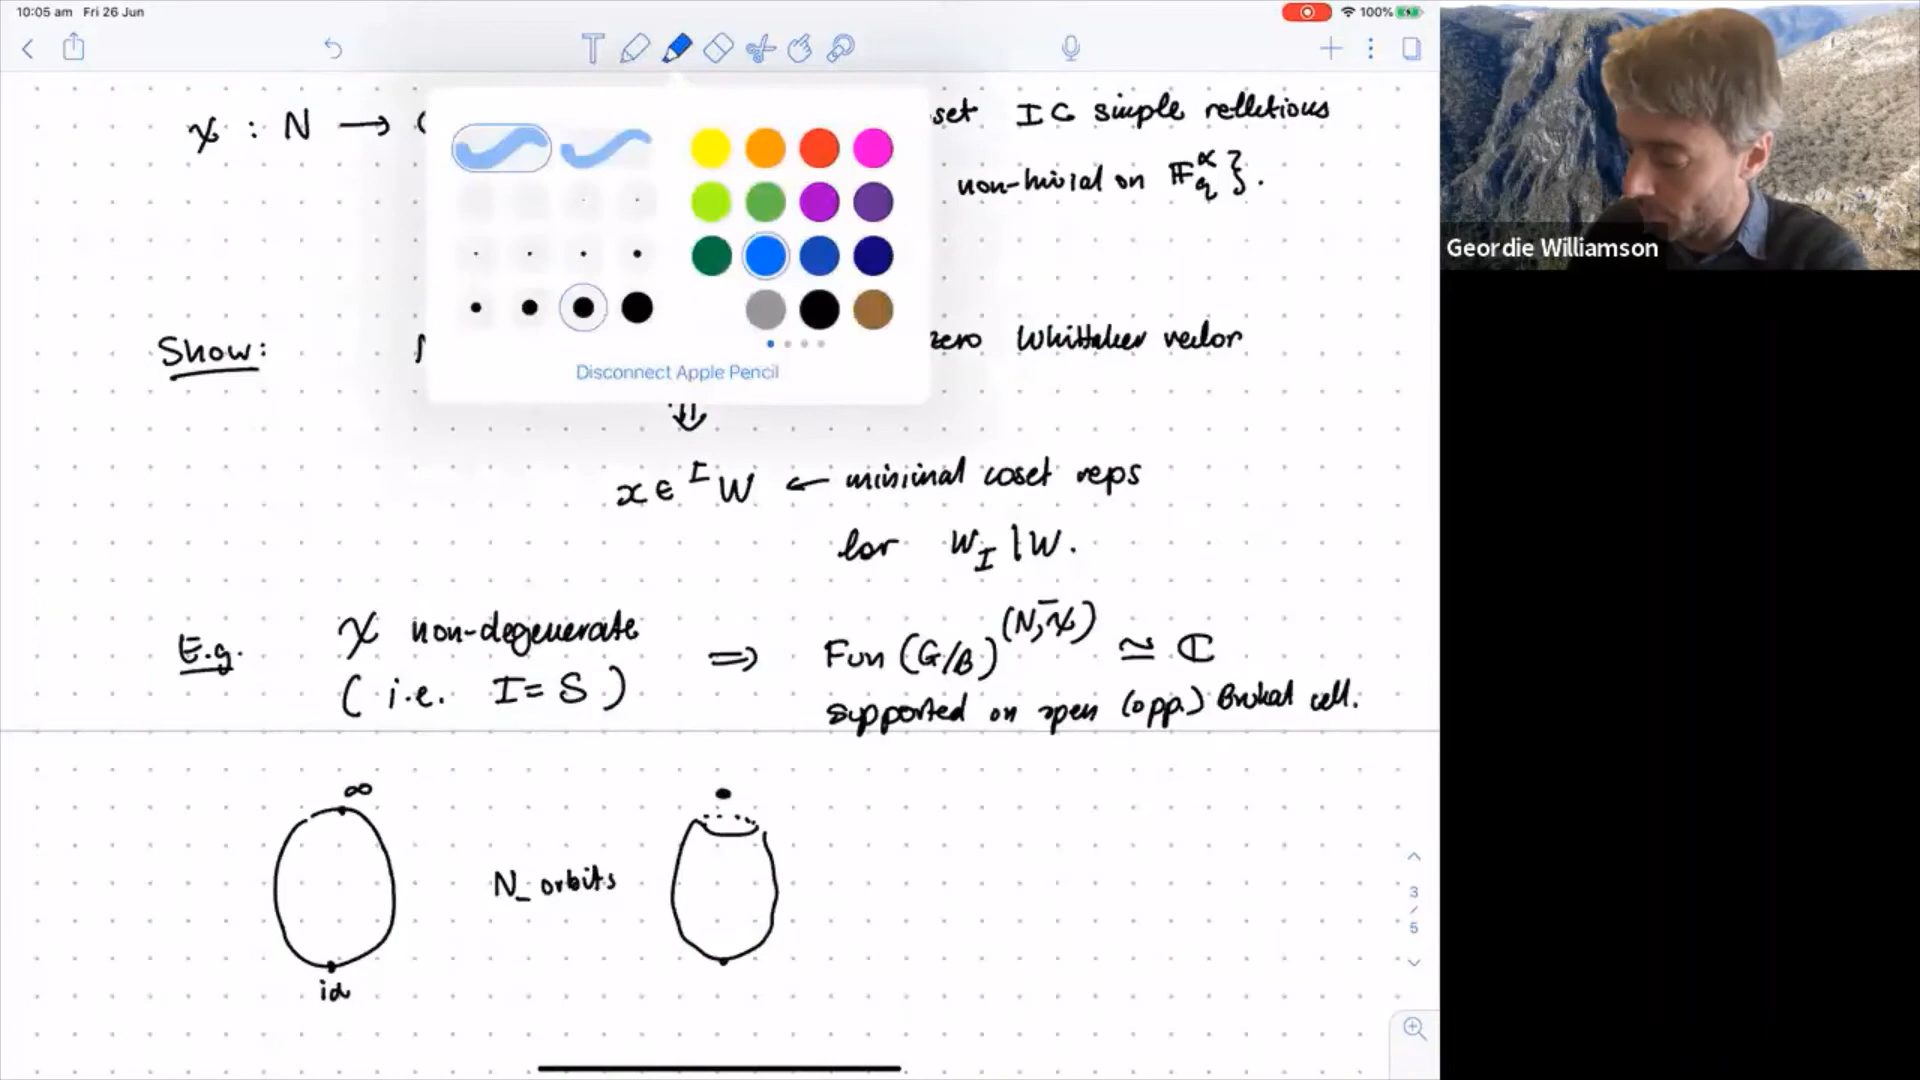 10:05 am Fri 26 Jun
100%
T
χ : N → set I ⊂ simple reflections
non-trivial on 𝔽_q^α }.
Geordie Williamson
Show: zero Whittaker vector
Disconnect Apple Pencil
⇓
x ∈ ᴵW ← minimal coset reps
for W_I \ W.
E.g. χ non-degenerate ⇒ Fun (G/B)^(N₋,χ) ≃ ℂ
( i.e. I = S )
supported on open (opp.) Bruhat cell.
∞
N_ orbits
id
3
/
5